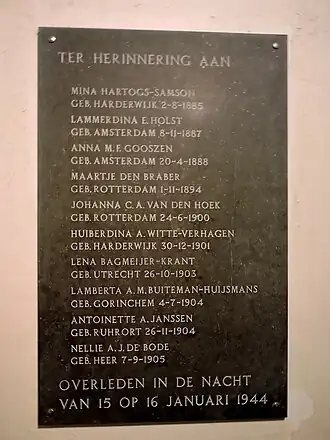 TER HERINNERING AAN
MINA HARTOGS-SAMSON
GEB. HARDERWIJK 2-8-1885
LAMMERDINA E. HOLST
GEB. AMSTERDAM 8-11-1887
ANNA M. F. GOOSZEN
GEB. AMSTERDAM 20-4-1888
MAARTJE DEN BRABER
GEB. ROTTERDAM 1-11-1894
JOHANNA C. A. VAN DEN HOEK
GEB. ROTTERDAM 24-6-1900
HUIBERDINA A. WITTE-VERHAGEN
GEB. HARDERWIJK 30-12-1901
LENA BAGMEIJER-KRANT
GEB. UTRECHT 26-10-1903
LAMBERTA A. M. BUITEMAN-HUIJSMANS
GEB. GORINCHEM 4-7-1904
ANTOINETTE A. JANSSEN
GEB. RUHRORT 26-11-1904
NELLIE A. J. DE BODE
GEB. HEER 7-9-1905
OVERLEDEN IN DE NACHT
VAN 15 OP 16 JANUARI 1944